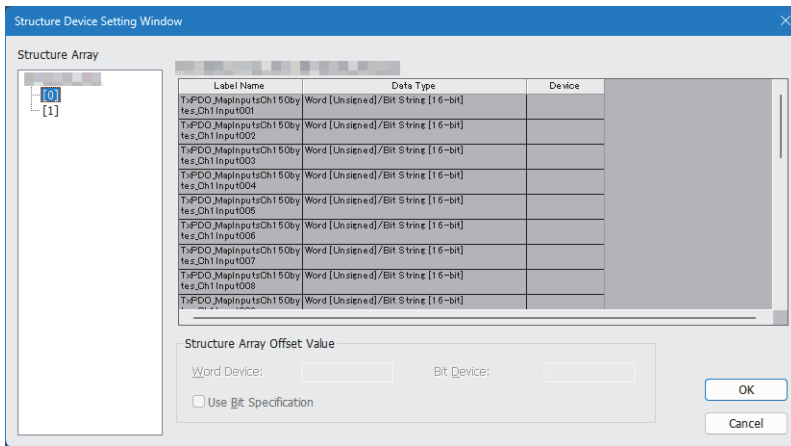 Structure Device Setting Window
Structure Array
[0]
[1]
Label Name Data Type Device
TxPDO_MapInputsCh150by Word [Unsigned]/Bit String [16-bit]
tes_Ch1Input001
TxPDO_MapInputsCh150by Word [Unsigned]/Bit String [16-bit]
tes_Ch1Input002
TxPDO_MapInputsCh150by Word [Unsigned]/Bit String [16-bit]
tes_Ch1Input003
TxPDO_MapInputsCh150by Word [Unsigned]/Bit String [16-bit]
tes_Ch1Input004
TxPDO_MapInputsCh150by Word [Unsigned]/Bit String [16-bit]
tes_Ch1Input005
TxPDO_MapInputsCh150by Word [Unsigned]/Bit String [16-bit]
tes_Ch1Input006
TxPDO_MapInputsCh150by Word [Unsigned]/Bit String [16-bit]
tes_Ch1Input007
TxPDO_MapInputsCh150by Word [Unsigned]/Bit String [16-bit]
tes_Ch1Input008
TxPDO_MapInputsCh150by Word [Unsigned]/Bit String [16-bit]
Structure Array Offset Value
Word Device: Bit Device:
Use Bit Specification
OK
Cancel